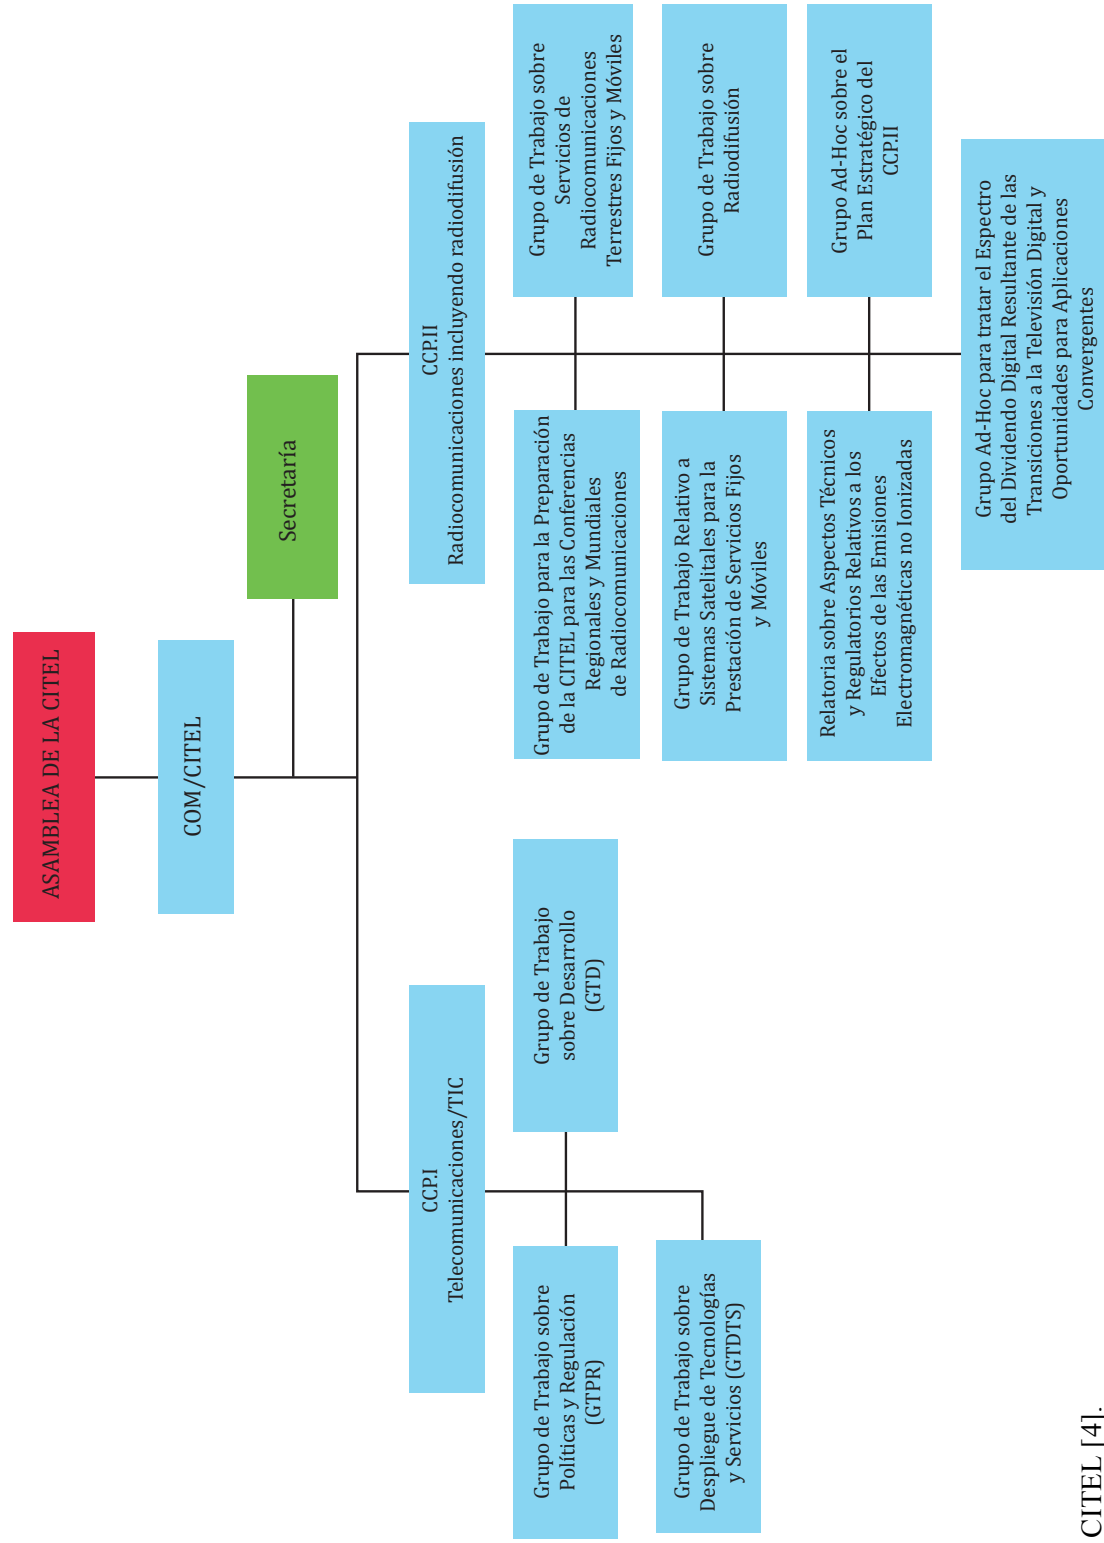 ASAMBLEA DE LA CITEL
COM/CITEL
Secretaría
CCP.I
Telecomunicaciones/TIC
Grupo de Trabajo sobre
Políticas y Regulación
(GTPR)
Grupo de Trabajo
sobre Desarrollo
(GTD)
Grupo de Trabajo sobre
Despliegue de Tecnologías
y Servicios (GTDTS)
CCP.II
Radiocomunicaciones incluyendo radiodifusión
Grupo de Trabajo para la Preparación
de la CITEL para las Conferencias
Regionales y Mundiales
de Radiocomunicaciones
Grupo de Trabajo sobre
Servicios de
Radiocomunicaciones
Terrestres Fijos y Móviles
Grupo de Trabajo Relativo a
Sistemas Satelitales para la
Prestación de Servicios Fijos
y Móviles
Grupo de Trabajo sobre
Radiodifusión
Relatoria sobre Aspectos Técnicos
y Regulatorios Relativos a los
Efectos de las Emisiones
Electromagnéticas no Ionizadas
Grupo Ad-Hoc sobre el
Plan Estratégico del
CCP.II
Grupo Ad-Hoc para tratar el Espectro
del Dividendo Digital Resultante de las
Transiciones a la Televisión Digital y
Oportunidades para Aplicaciones
Convergentes
CITEL [4].